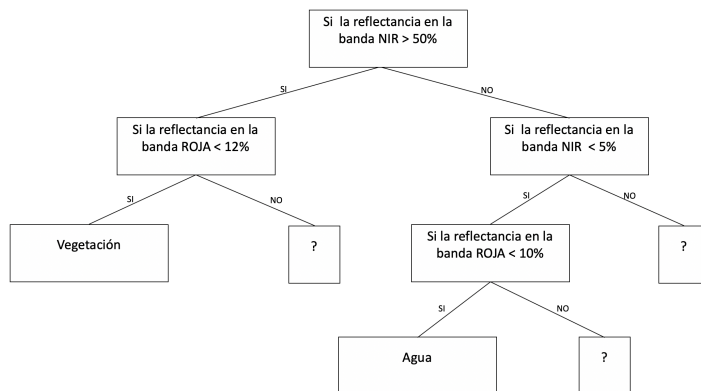 Si  la reflectancia en la
banda NIR > 50%
SI
NO
Si la reflectancia en la
banda ROJA < 12%
Si  la reflectancia en la
banda NIR  < 5%
SI
NO
SI
NO
Vegetación
?
Si la reflectancia en la
banda ROJA < 10%
?
SI
NO
Agua
?